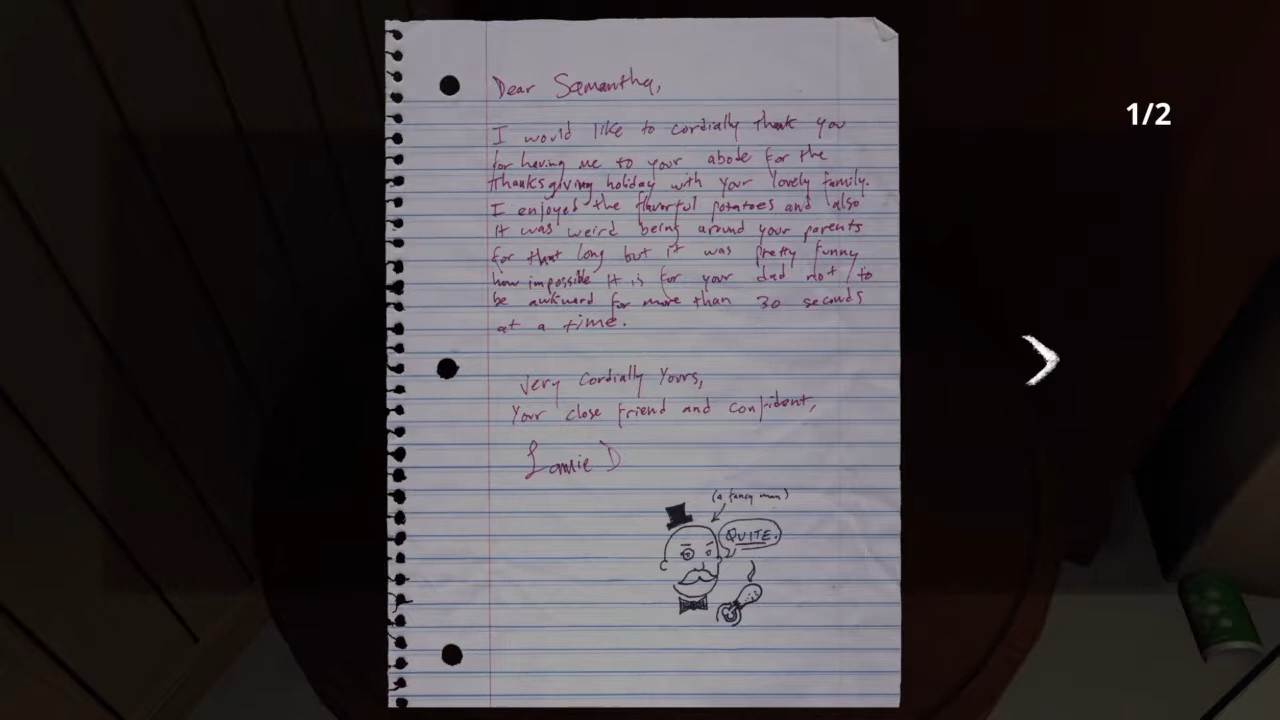 1/2
Dear Samantha,
I would like to cordially thank you
for having me to your abode for the
thanksgiving holiday with your lovely family.
I enjoyed the flavorful potatoes and also
it was weird being around your parents
for that long but it was pretty funny
how impossible it is for your dad not to
be awkward for more than 30 seconds
at a time.
Very Cordially Yours,
Your close friend and confident,
Lonnie D
(a fancy man)
QUITE.